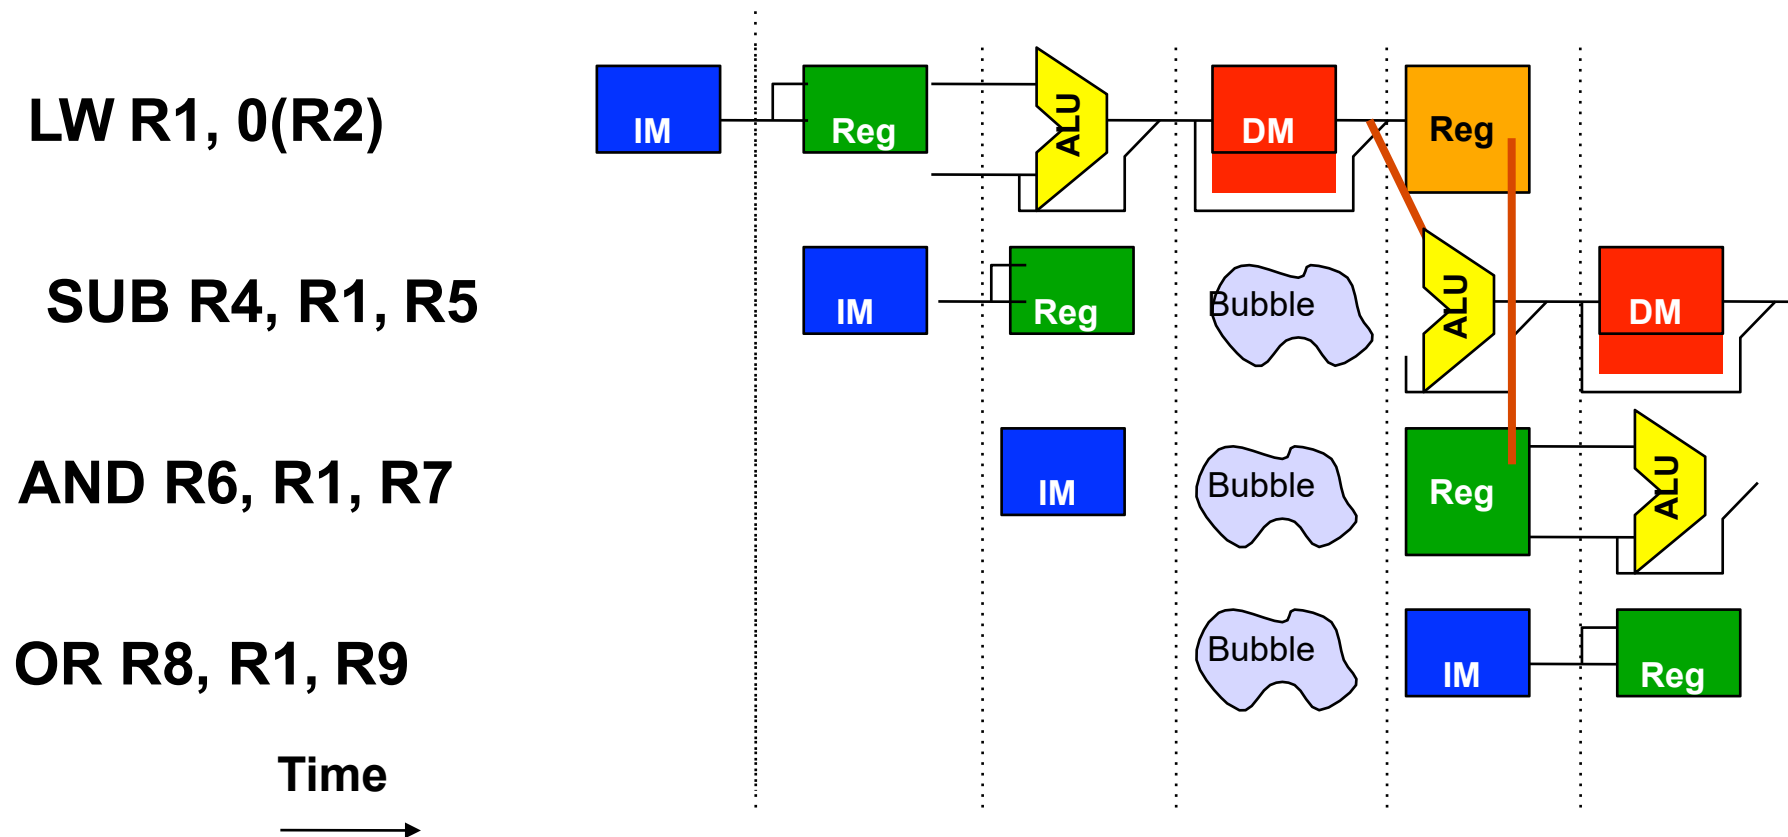 LW R1, 0(R2) IM Reg ALU DM Reg
SUB R4, R1, R5 IM Reg Bubble ALU DM
AND R6, R1, R7 IM Bubble Reg ALU
OR R8, R1, R9 Bubble IM Reg
Time